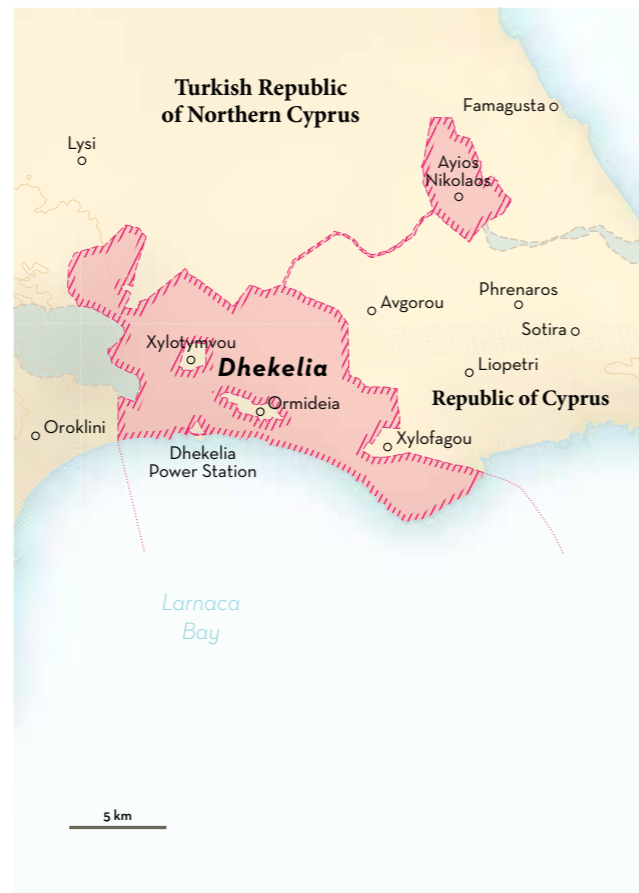 Turkish Republic
of Northern Cyprus
Famagusta
Lysi
Ayios
Nikolaos
Avgorou
Phrenaros
Sotira
Xylotymvou
Dhekelia
Liopetri
Republic of Cyprus
Ormideia
Oroklini
Xylofagou
Dhekelia
Power Station
Larnaca
Bay
5 km